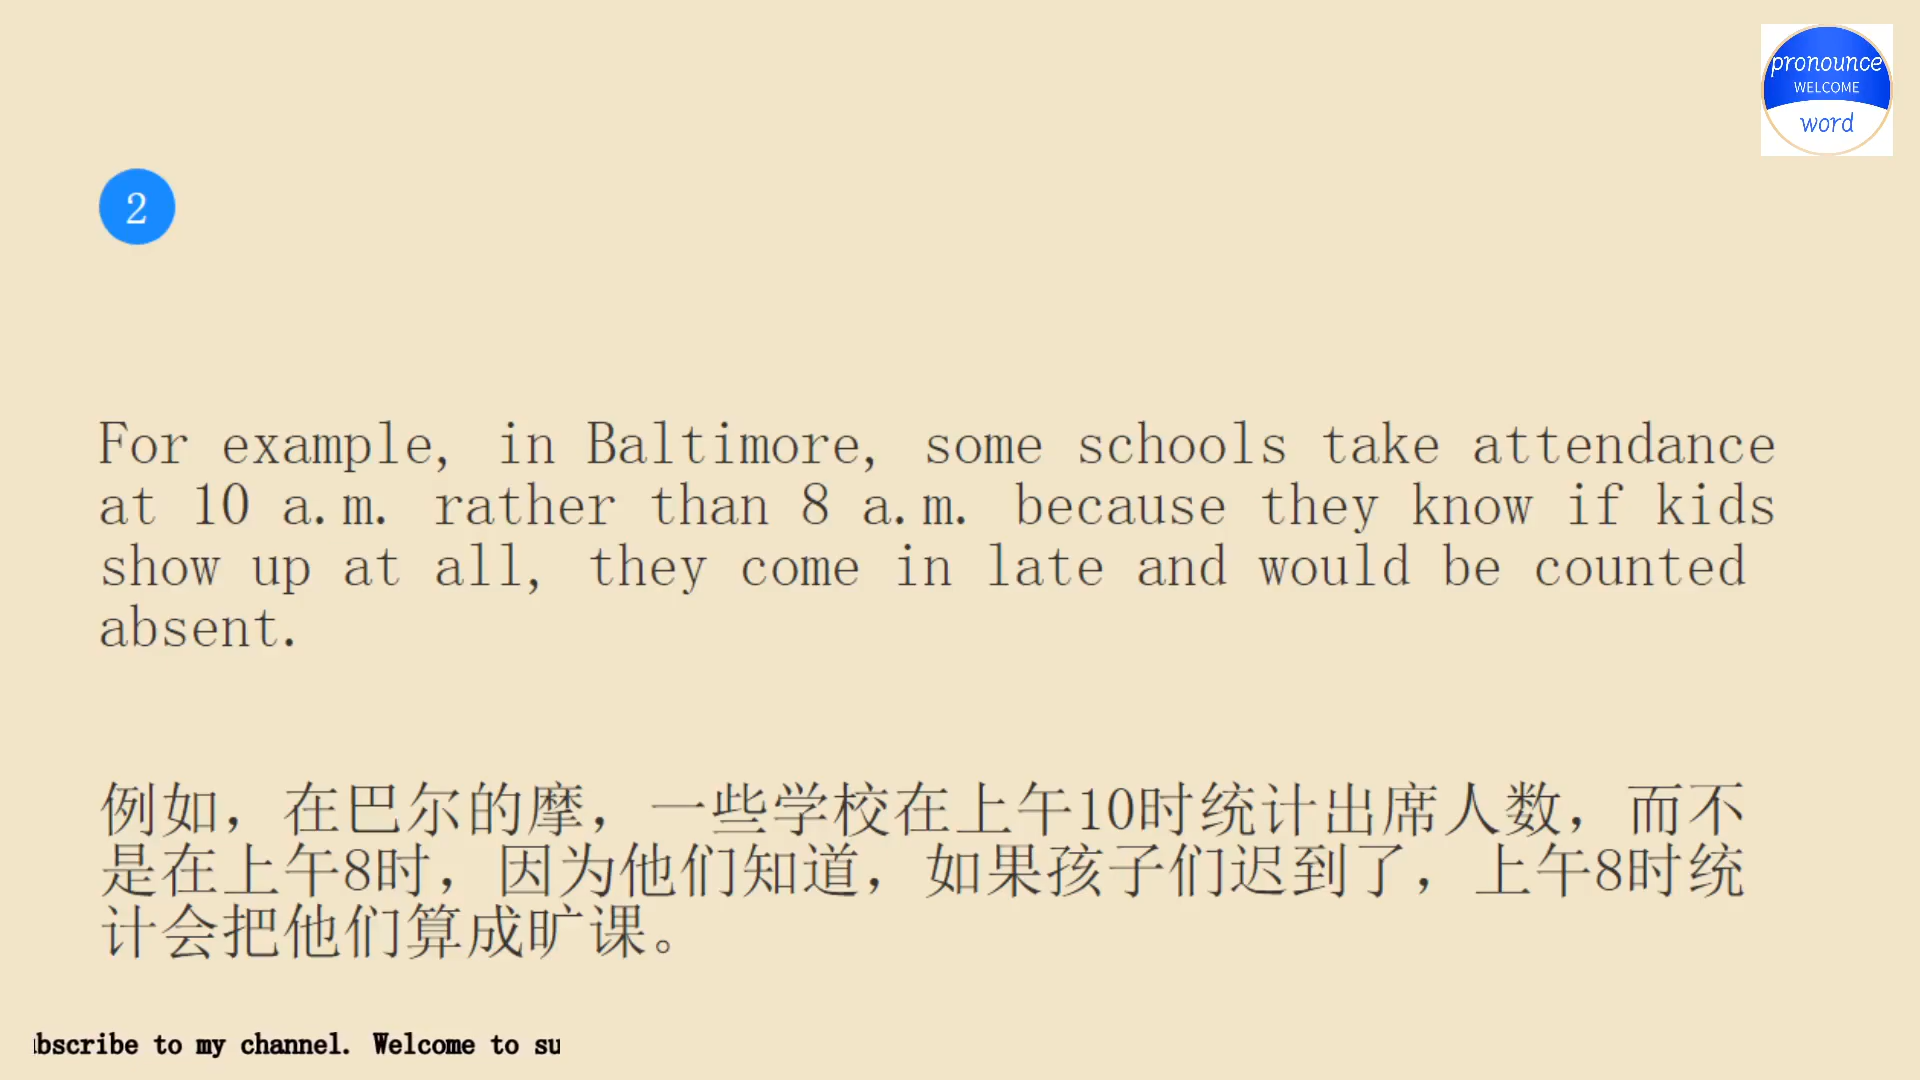 pronounce
WELCOME
word
2
For example, in Baltimore, some schools take attendance
at 10 a.m. rather than 8 a.m. because they know if kids
show up at all, they come in late and would be counted
absent.
例如，在巴尔的摩，一些学校在上午10时统计出席人数，而不
是在上午8时，因为他们知道，如果孩子们迟到了，上午8时统
计会把他们算成旷课。
ubscribe to my channel. Welcome to su